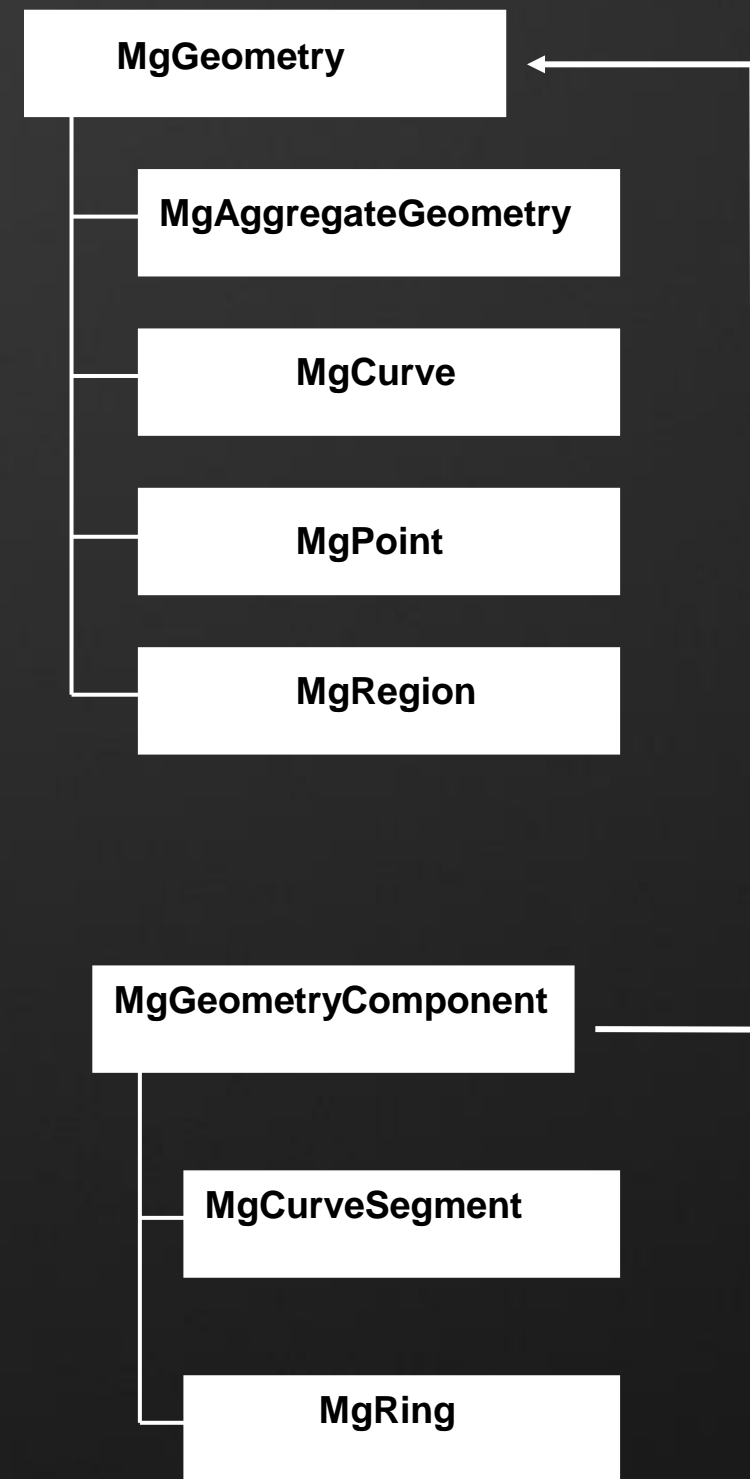 MgGeometry
MgAggregateGeometry
MgCurve
MgPoint
MgRegion
MgGeometryComponent
MgCurveSegment
MgRing